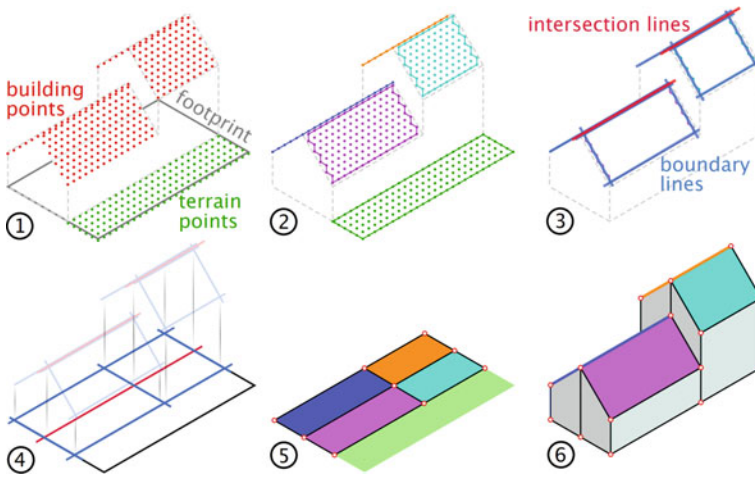 building
points
footprint
terrain
points
1
2
intersection lines
boundary
lines
3
4
5
6